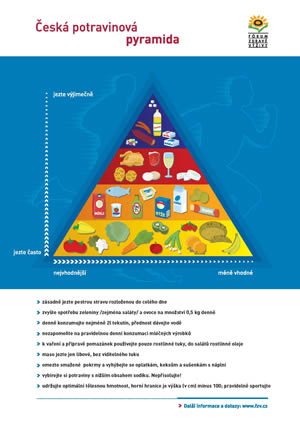 Česká potravinová
pyramida
FÓRUM
ZDRAVÉ
VÝŽIVY
jezte výjimečně
jezte často
nejvhodnější
méně vhodné
zásadně jezte pestrou stravu rozloženou do celého dne
zvyšte spotřebu zeleniny /zejména saláty/ a ovoce na množství 0,5 kg denně
denně konzumujte nejméně 2l tekutin, přednost dávejte vodě
nezapomeňte na pravidelnou denní konzumaci mléčných výrobků
k vaření a přípravě pomazánek používejte pouze rostlinné tuky, do salátů rostlinné oleje
maso jezte jen libové, bez viditelného tuku
omezte smažené pokrmy a vyhýbejte se oplatkám, keksům a sušenkám s náplní
vybírejte si potraviny s nižším obsahem sodíku. Nepřisolujte!
udržujte optimální tělesnou hmotnost, horní hranice je výška (v cm) minus 100; pravidelně sportujte
Další informace a dotazy: www.fzv.cz